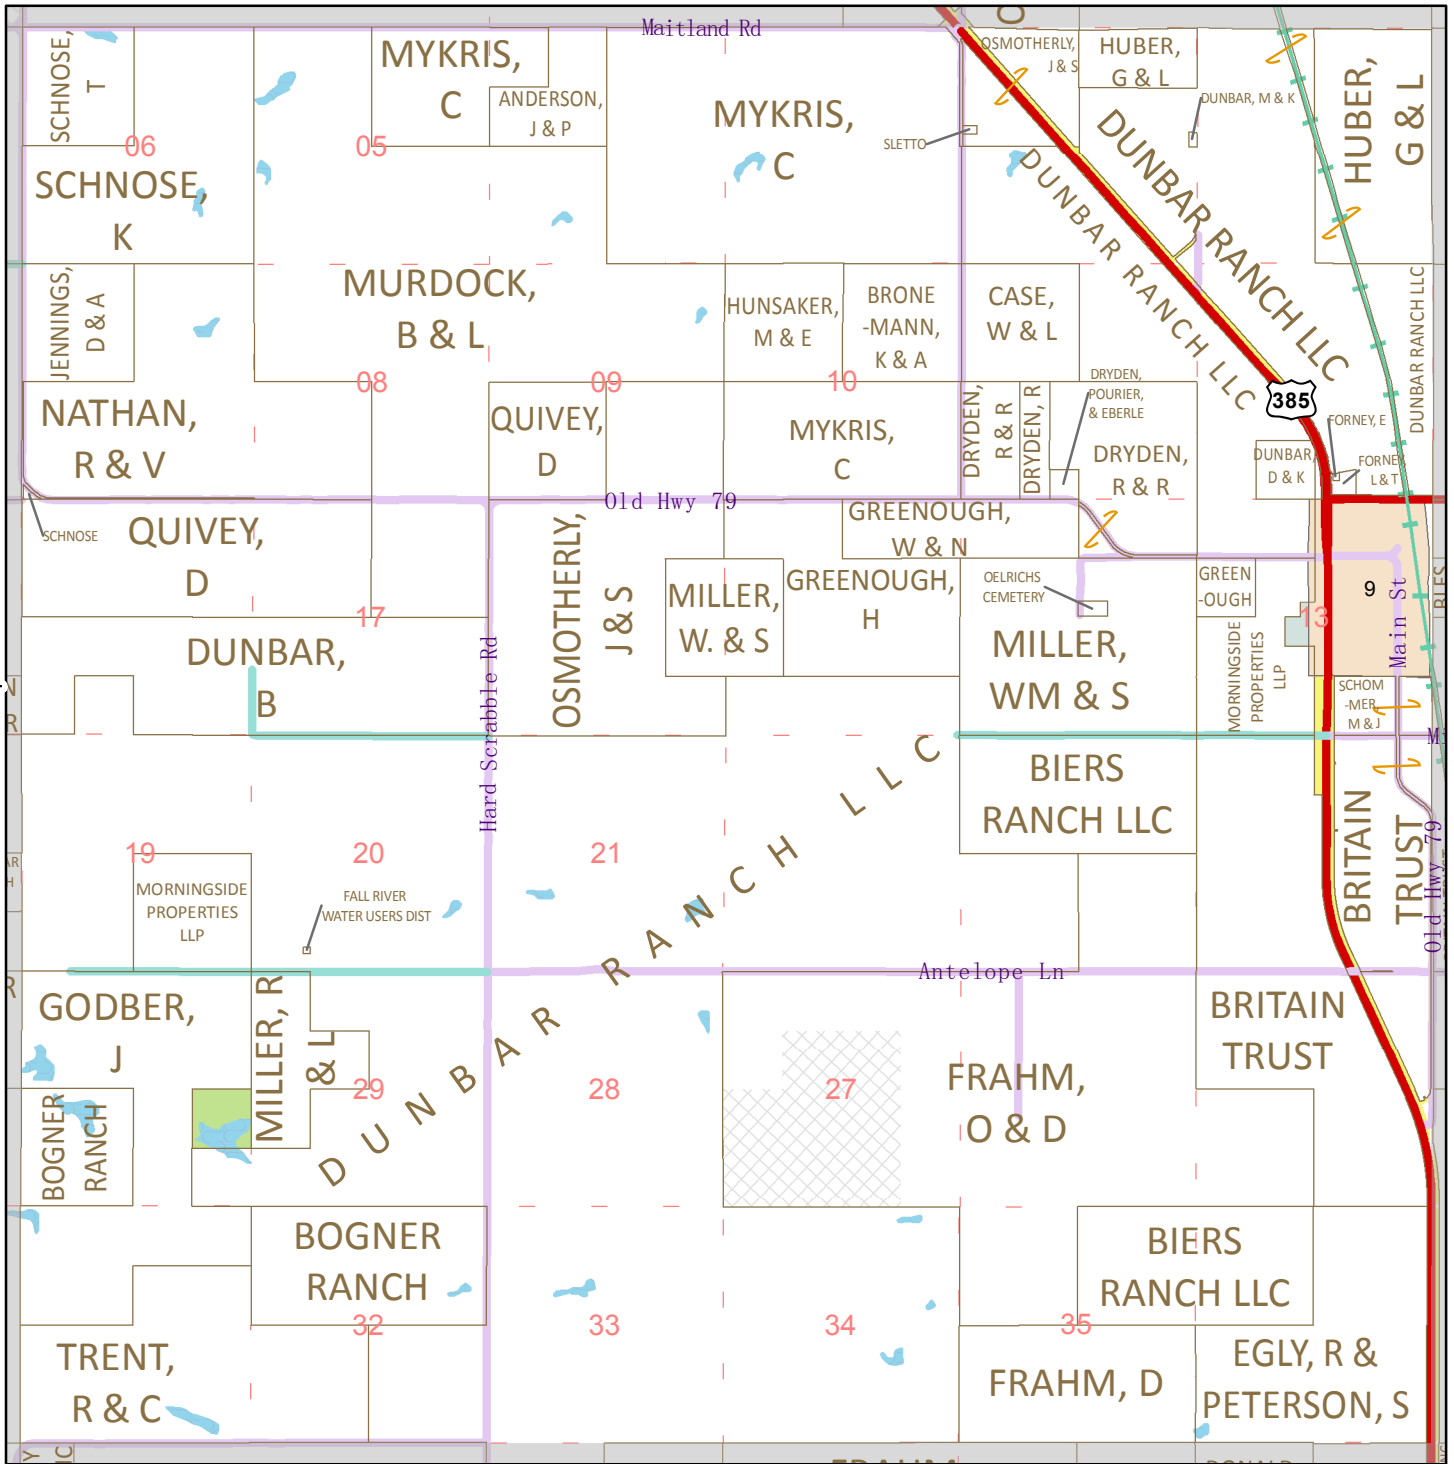 Maitland Rd
SCHNOSE,
T
06
MYKRIS,
C
05
ANDERSON,
J & P
MYKRIS,
C
SLETTO
OSMOTHERLY,
J & S
HUBER,
G & L
DUNBAR, M & K
HUBER,
G & L
DUNBAR RANCH LLC
DUNBAR RANCH LLC
DUNBAR RANCH LLC
SCHNOSE,
K
JENNINGS,
D & A
MURDOCK,
B & L
HUNSAKER,
M & E
BRONE
-MANN,
K & A
CASE,
W & L
08
09
10
385
NATHAN,
R & V
QUIVEY,
D
MYKRIS,
C
DRYDEN,
R & R
DRYDEN, R
DRYDEN,
POURIER,
& EBERLE
DRYDEN,
R & R
DUNBAR,
D & K
FORNEY, E
FORNEY
L & T
Old Hwy 79
SCHNOSE
QUIVEY,
D
OSMOTHERLY,
J & S
GREENOUGH,
W & N
MILLER,
W. & S
GREENOUGH,
H
OELRICHS
CEMETERY
GREEN
-OUGH
MILLER,
WM & S
MORNINGSIDE
PROPERTIES
LLP
9
13
Main St
17
DUNBAR,
B
Hard Scrabble Rd
SCHOM
-MER,
M & J
BIERS
RANCH LLC
BRITAIN
TRUST
Old Hwy 79
19
20
21
MORNINGSIDE
PROPERTIES
LLP
FALL RIVER
WATER USERS DIST
DUNBAR RANCH LLC
Antelope Ln
GODBER,
J
MILLER, R
& L
BRITAIN
TRUST
29
28
27
FRAHM,
O & D
BOGNER
RANCH
BOGNER
RANCH
BIERS
RANCH LLC
32
33
34
35
TRENT,
R & C
FRAHM, D
EGLY, R &
PETERSON, S